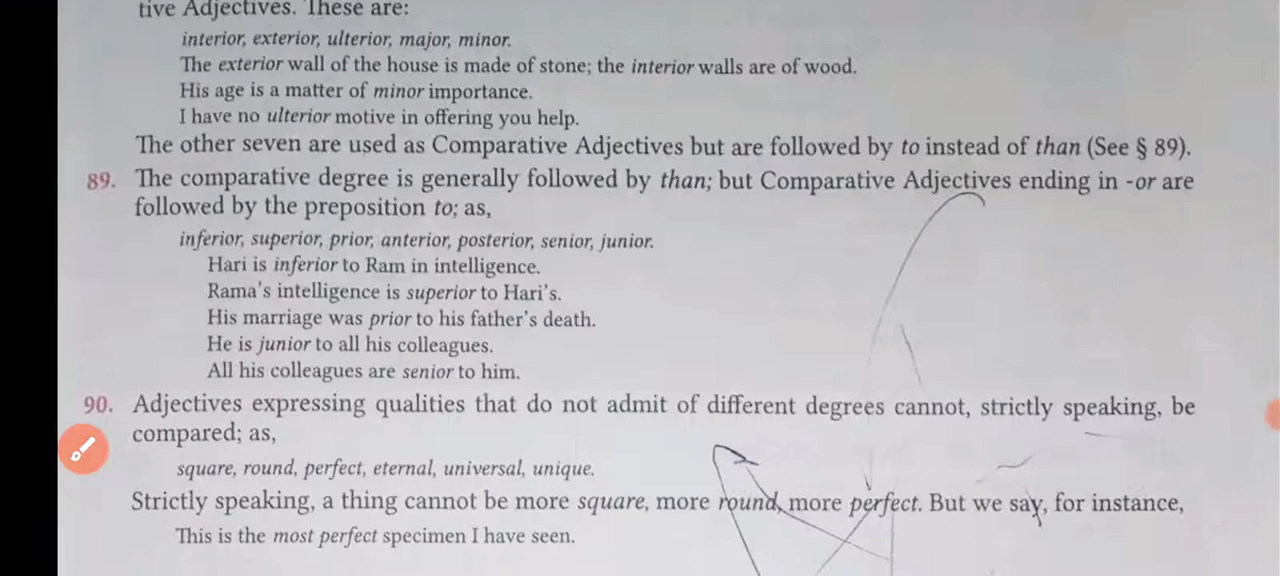 tive Adjectives. These are:
interior, exterior, ulterior, major, minor.
The exterior wall of the house is made of stone; the interior walls are of wood.
His age is a matter of minor importance.
I have no ulterior motive in offering you help.
The other seven are used as Comparative Adjectives but are followed by to instead of than (See § 89).
89. The comparative degree is generally followed by than; but Comparative Adjectives ending in -or are
followed by the preposition to; as,
inferior, superior, prior, anterior, posterior, senior, junior.
Hari is inferior to Ram in intelligence.
Rama's intelligence is superior to Hari's.
His marriage was prior to his father's death.
He is junior to all his colleagues.
All his colleagues are senior to him.
90. Adjectives expressing qualities that do not admit of different degrees cannot, strictly speaking, be
compared; as,
square, round, perfect, eternal, universal, unique.
Strictly speaking, a thing cannot be more square, more round, more perfect. But we say, for instance,
This is the most perfect specimen I have seen.